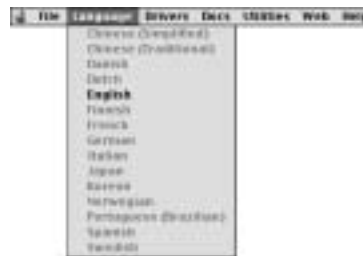 File Language Drivers Docs Utilities Web Help
Chinese (Simplified)
Chinese (Traditional)
Danish
Dutch
English
Finnish
French
German
Italian
Japan
Korean
Norwegian
Portuguese (Brazilian)
Spanish
Swedish